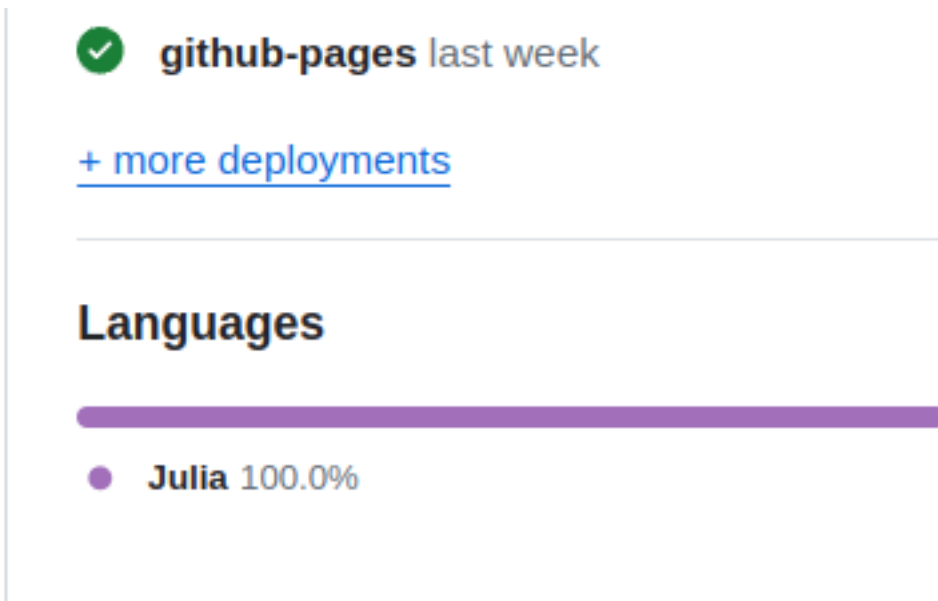 github-pages last week
+ more deployments
Languages
Julia 100.0%